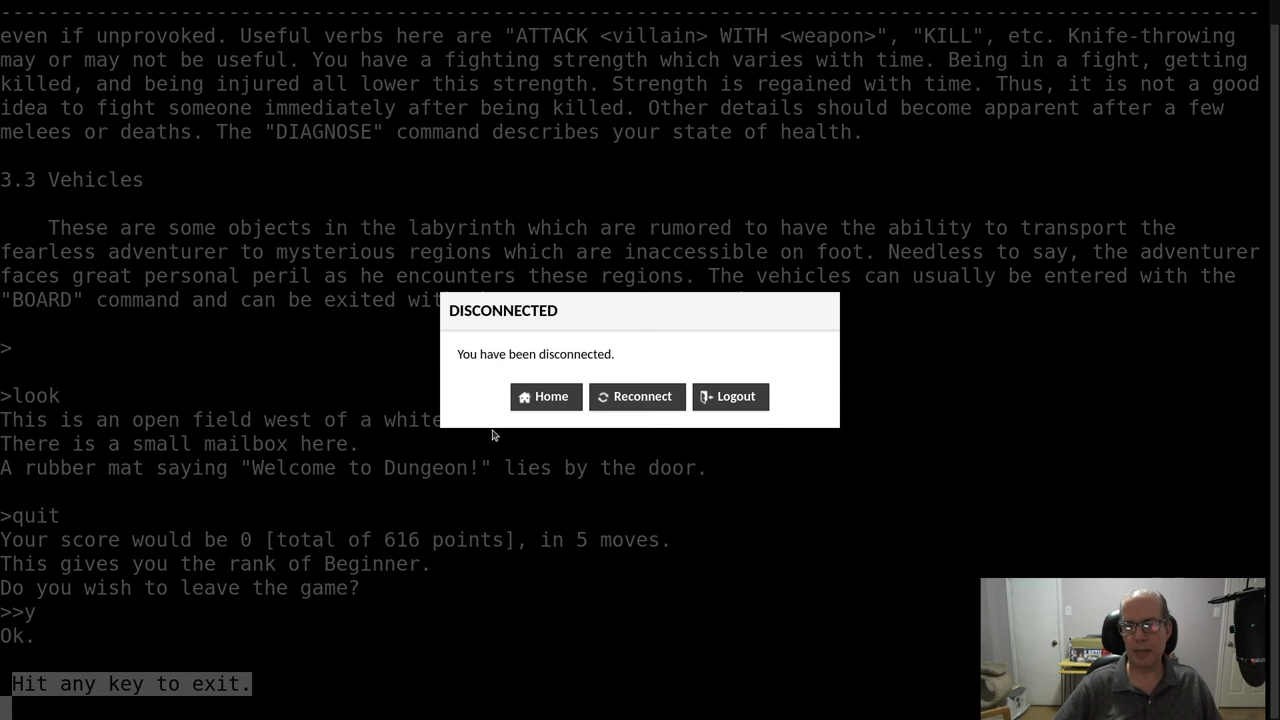 even if unprovoked. Useful verbs here are "ATTACK <villain> WITH <weapon>", "KILL", etc. Knife-throwing
may or may not be useful. You have a fighting strength which varies with time. Being in a fight, getting
killed, and being injured all lower this strength. Strength is regained with time. Thus, it is not a good
idea to fight someone immediately after being killed. Other details should become apparent after a few
melees or deaths. The "DIAGNOSE" command describes your state of health.
3.3 Vehicles
These are some objects in the labyrinth which are rumored to have the ability to transport the
fearless adventurer to mysterious regions which are inaccessible on foot. Needless to say, the adventurer
faces great personal peril as he encounters these regions. The vehicles can usually be entered with the
"BOARD" command and can be exited wit
DISCONNECTED
You have been disconnected.
Home Reconnect Logout
>
>look
This is an open field west of a white
There is a small mailbox here.
A rubber mat saying "Welcome to Dungeon!" lies by the door.
>quit
Your score would be 0 [total of 616 points], in 5 moves.
This gives you the rank of Beginner.
Do you wish to leave the game?
>>y
Ok.
Hit any key to exit.